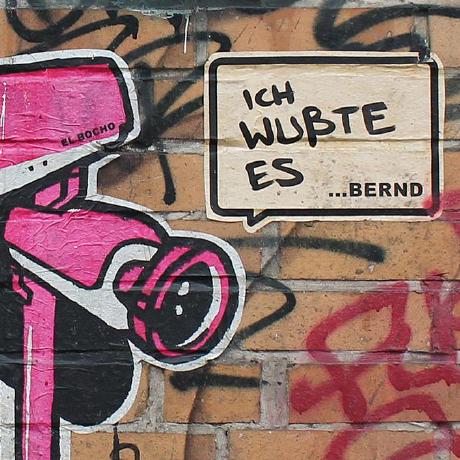 EL BOCHO
ICH
WUßTE
ES
...BERND